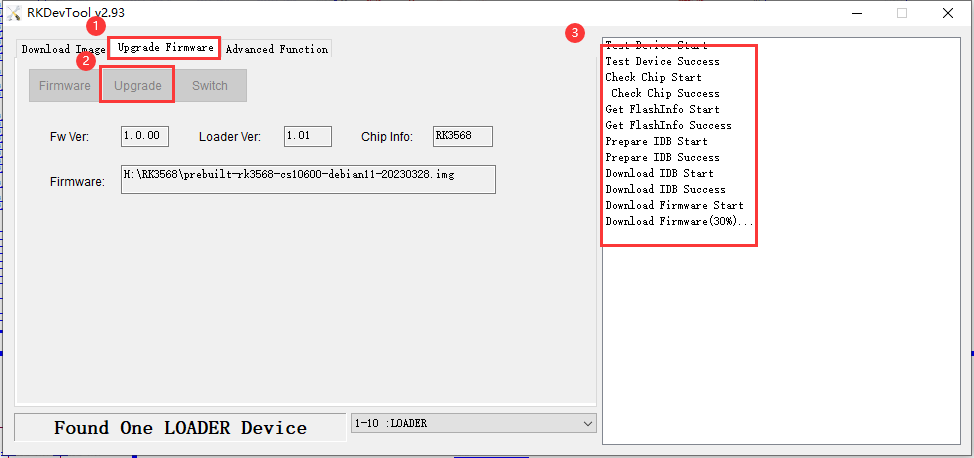 RKDevTool v2.93
1
3
Download Image
Upgrade Firmware
Advanced Function
2
Firmware
Upgrade
Switch
Fw Ver:
1.0.00
Loader Ver:
1.01
Chip Info:
RK3568
Firmware:
H:\RK3568\prebuilt-rk3568-cs10600-debian11-20230328.img
Test Device Start
Test Device Success
Check Chip Start
Check Chip Success
Get FlashInfo Start
Get FlashInfo Success
Prepare IDB Start
Prepare IDB Success
Download IDB Start
Download IDB Success
Download Firmware Start
Download Firmware(30%)...
Found One LOADER Device
1-10 :LOADER